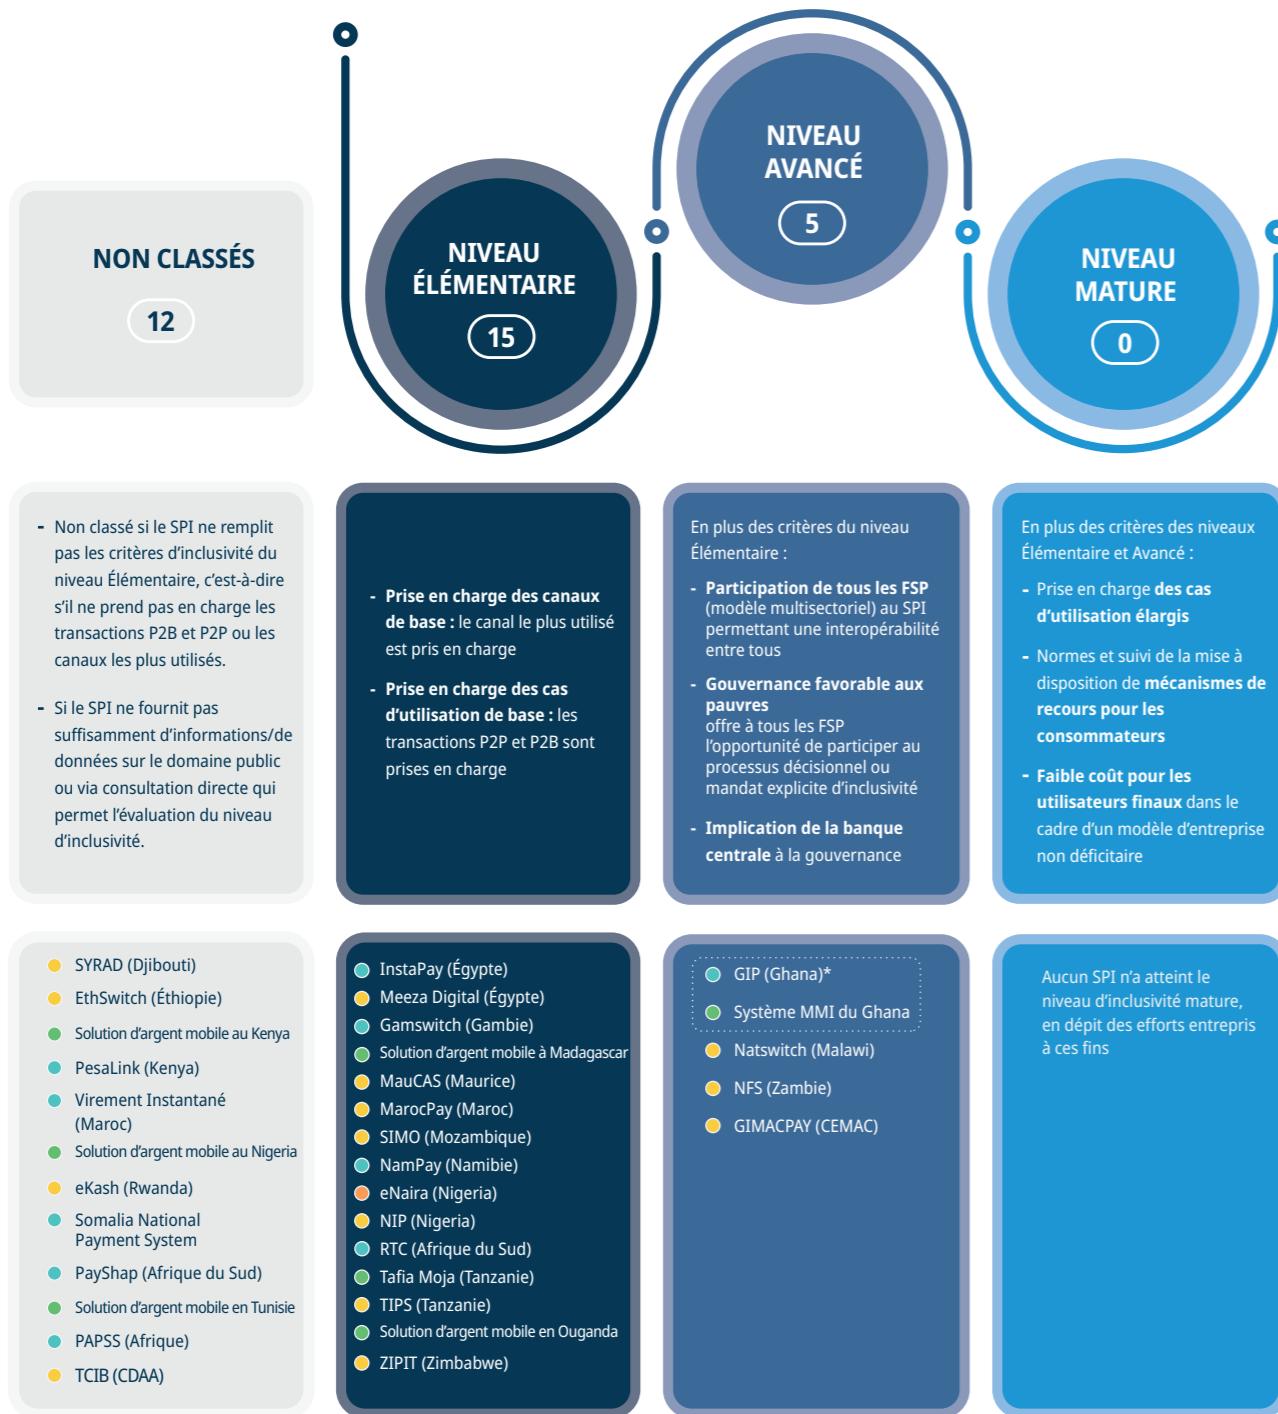 NON CLASSÉS
12
NIVEAU
ÉLÉMENTAIRE
15
NIVEAU
AVANCÉ
5
NIVEAU
MATURE
0
- Non classé si le SPI ne remplit
pas les critères d’inclusivité du
niveau Élémentaire, c’est-à-dire
s’il ne prend pas en charge les
transactions P2B et P2P ou les
canaux les plus utilisés.
- Si le SPI ne fournit pas
suffisamment d’informations/de
données sur le domaine public
ou via consultation directe qui
permet l’évaluation du niveau
d’inclusivité.
- Prise en charge des canaux
de base : le canal le plus utilisé
est pris en charge
- Prise en charge des cas
d’utilisation de base : les
transactions P2P et P2B sont
prises en charge
En plus des critères du niveau
Élémentaire :
- Participation de tous les FSP
(modèle multisectoriel) au SPI
permettant une interopérabilité
entre tous
- Gouvernance favorable aux
pauvres
offre à tous les FSP
l’opportunité de participer au
processus décisionnel ou
mandat explicite d’inclusivité
- Implication de la banque
centrale à la gouvernance
En plus des critères des niveaux
Élémentaire et Avancé :
- Prise en charge des cas
d’utilisation élargis
- Normes et suivi de la mise à
disposition de mécanismes de
recours pour les
consommateurs
- Faible coût pour les
utilisateurs finaux dans le
cadre d’un modèle d’entreprise
non déficitaire
SYRAD (Djibouti)
EthSwitch (Éthiopie)
Solution d’argent mobile au Kenya
PesaLink (Kenya)
Virement Instantané
(Maroc)
Solution d’argent mobile au Nigeria
eKash (Rwanda)
Somalia National
Payment System
PayShap (Afrique du Sud)
Solution d’argent mobile en Tunisie
PAPSS (Afrique)
TCIB (CDAA)
InstaPay (Égypte)
Meeza Digital (Égypte)
Gamswitch (Gambie)
Solution d’argent mobile à Madagascar
MauCAS (Maurice)
MarocPay (Maroc)
SIMO (Mozambique)
NamPay (Namibie)
eNaira (Nigeria)
NIP (Nigeria)
RTC (Afrique du Sud)
Tafia Moja (Tanzanie)
TIPS (Tanzanie)
Solution d’argent mobile en Ouganda
ZIPIT (Zimbabwe)
GIP (Ghana)*
Système MMI du Ghana
Natswitch (Malawi)
NFS (Zambie)
GIMACPAY (CEMAC)
Aucun SPI n’a atteint le
niveau d’inclusivité mature,
en dépit des efforts entrepris
à ces fins